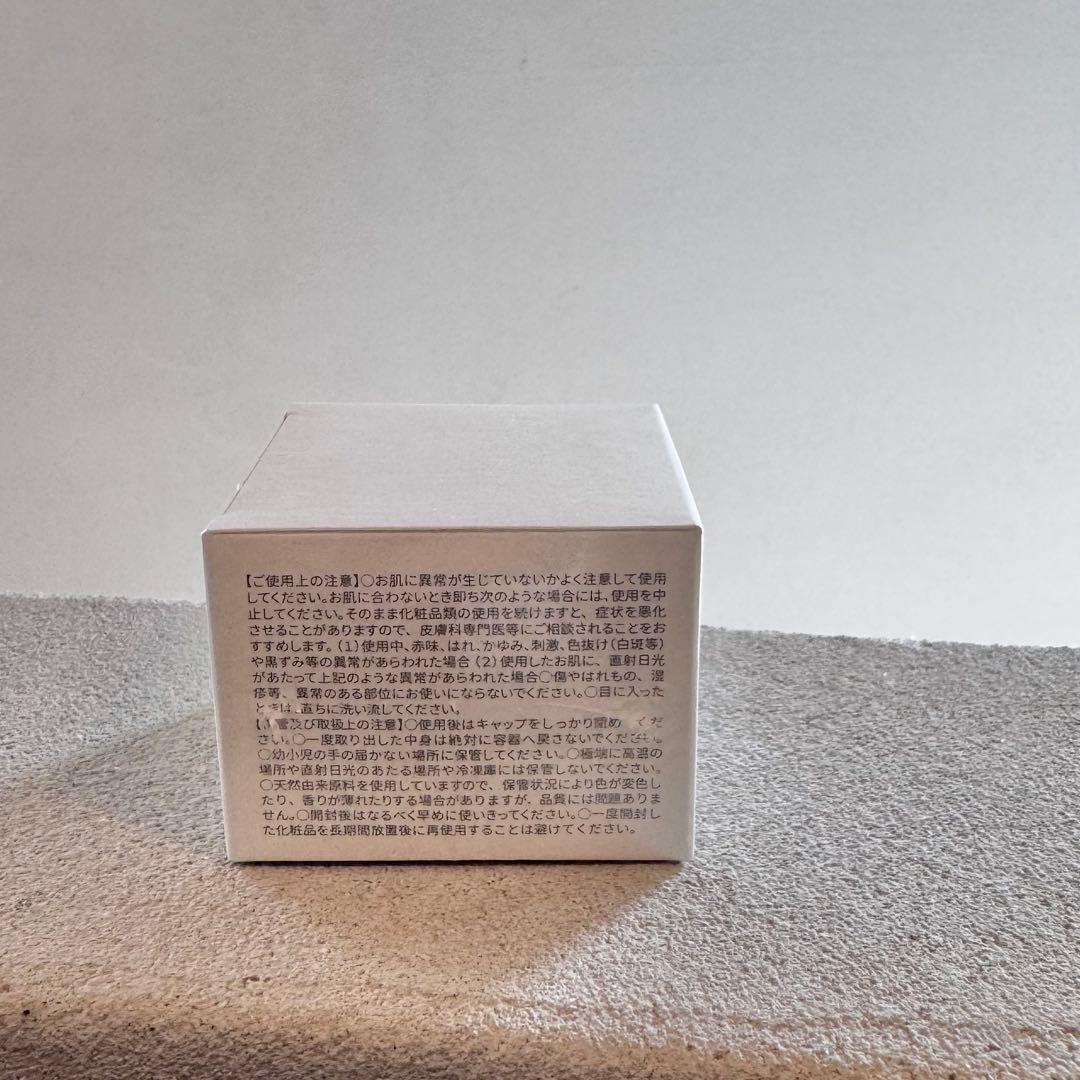 【ご使用上の注意】○お肌に異常が生じていないかよく注意して使用
してください。お肌に合わないとき即ち次のような場合には、使用を中
止してください。そのまま化粧品類の使用を続けますと、症状を悪化
させることがありますので、皮膚科専門医等にご相談されることをお
すすめします。(1)使用中、赤味、はれ、かゆみ、刺激、色抜け(白斑等)
や黒ずみ等の異常があらわれた場合(2)使用したお肌に、直射日光
があたって上記のような異常があらわれた場合○傷やはれもの、湿
疹等、異常のある部位にお使いにならないでください。○目に入った
ときは、直ちに洗い流してください。
管及び取扱上の注意】○使用後はキャップをしっかり閉め くだ
さい。○一度取り出した中身は絶対に容器へ戻さないでください。
○幼小児の手の届かない場所に保管してください。○極端に高温の
場所や直射日光のあたる場所や冷凍庫には保管しないでください。
○天然由来原料を使用していますので、保管状況により色が変色し
たり、香りが薄れたりする場合がありますが、品質には問題ありま
せん。○開封後はなるべく早めに使いきってください。○一度開封し
た化粧品を長期間放置後に再使用することは避けてください。